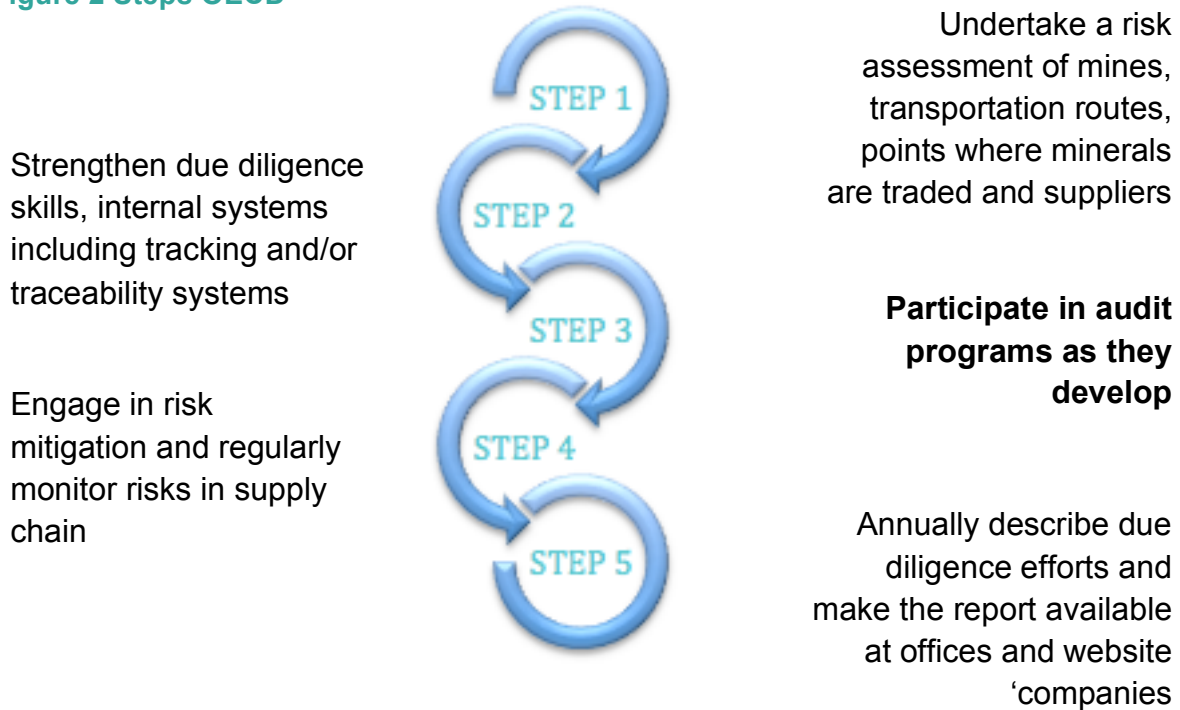 STEP 1
Undertake a risk
assessment of mines,
transportation routes,
points where minerals
are traded and suppliers
Strengthen due diligence
skills, internal systems
including tracking and/or
traceability systems
STEP 2
STEP 3
Participate in audit
programs as they
develop
Engage in risk
mitigation and regularly
monitor risks in supply
chain
STEP 4
STEP 5
Annually describe due
diligence efforts and
make the report available
at offices and website
‘companies